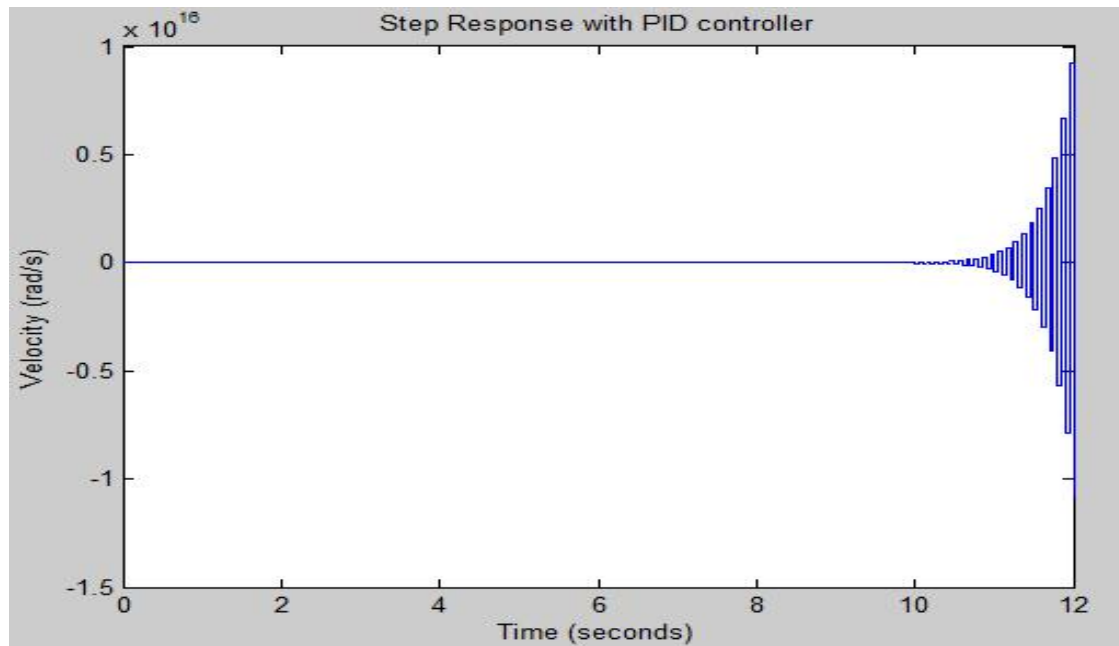 Step Response with PID controller
× 10^16
1
0.5
0
-0.5
-1
-1.5
Velocity (rad/s)
0 2 4 6 8 10 12
Time (seconds)